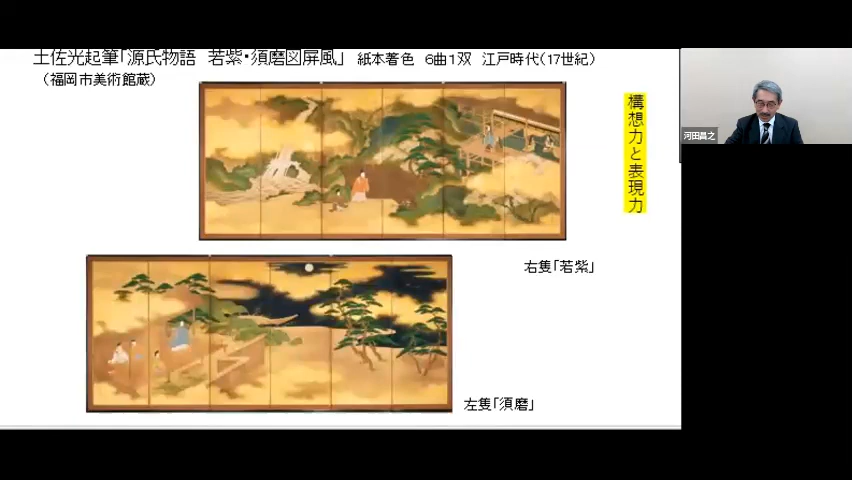 土佐光起筆｢源氏物語　若紫･須磨図屏風｣　紙本著色　6曲1双　江戸時代(17世紀)
(福岡市美術館蔵)
構想力と表現力
河田昌之
右隻｢若紫｣
左隻｢須磨｣